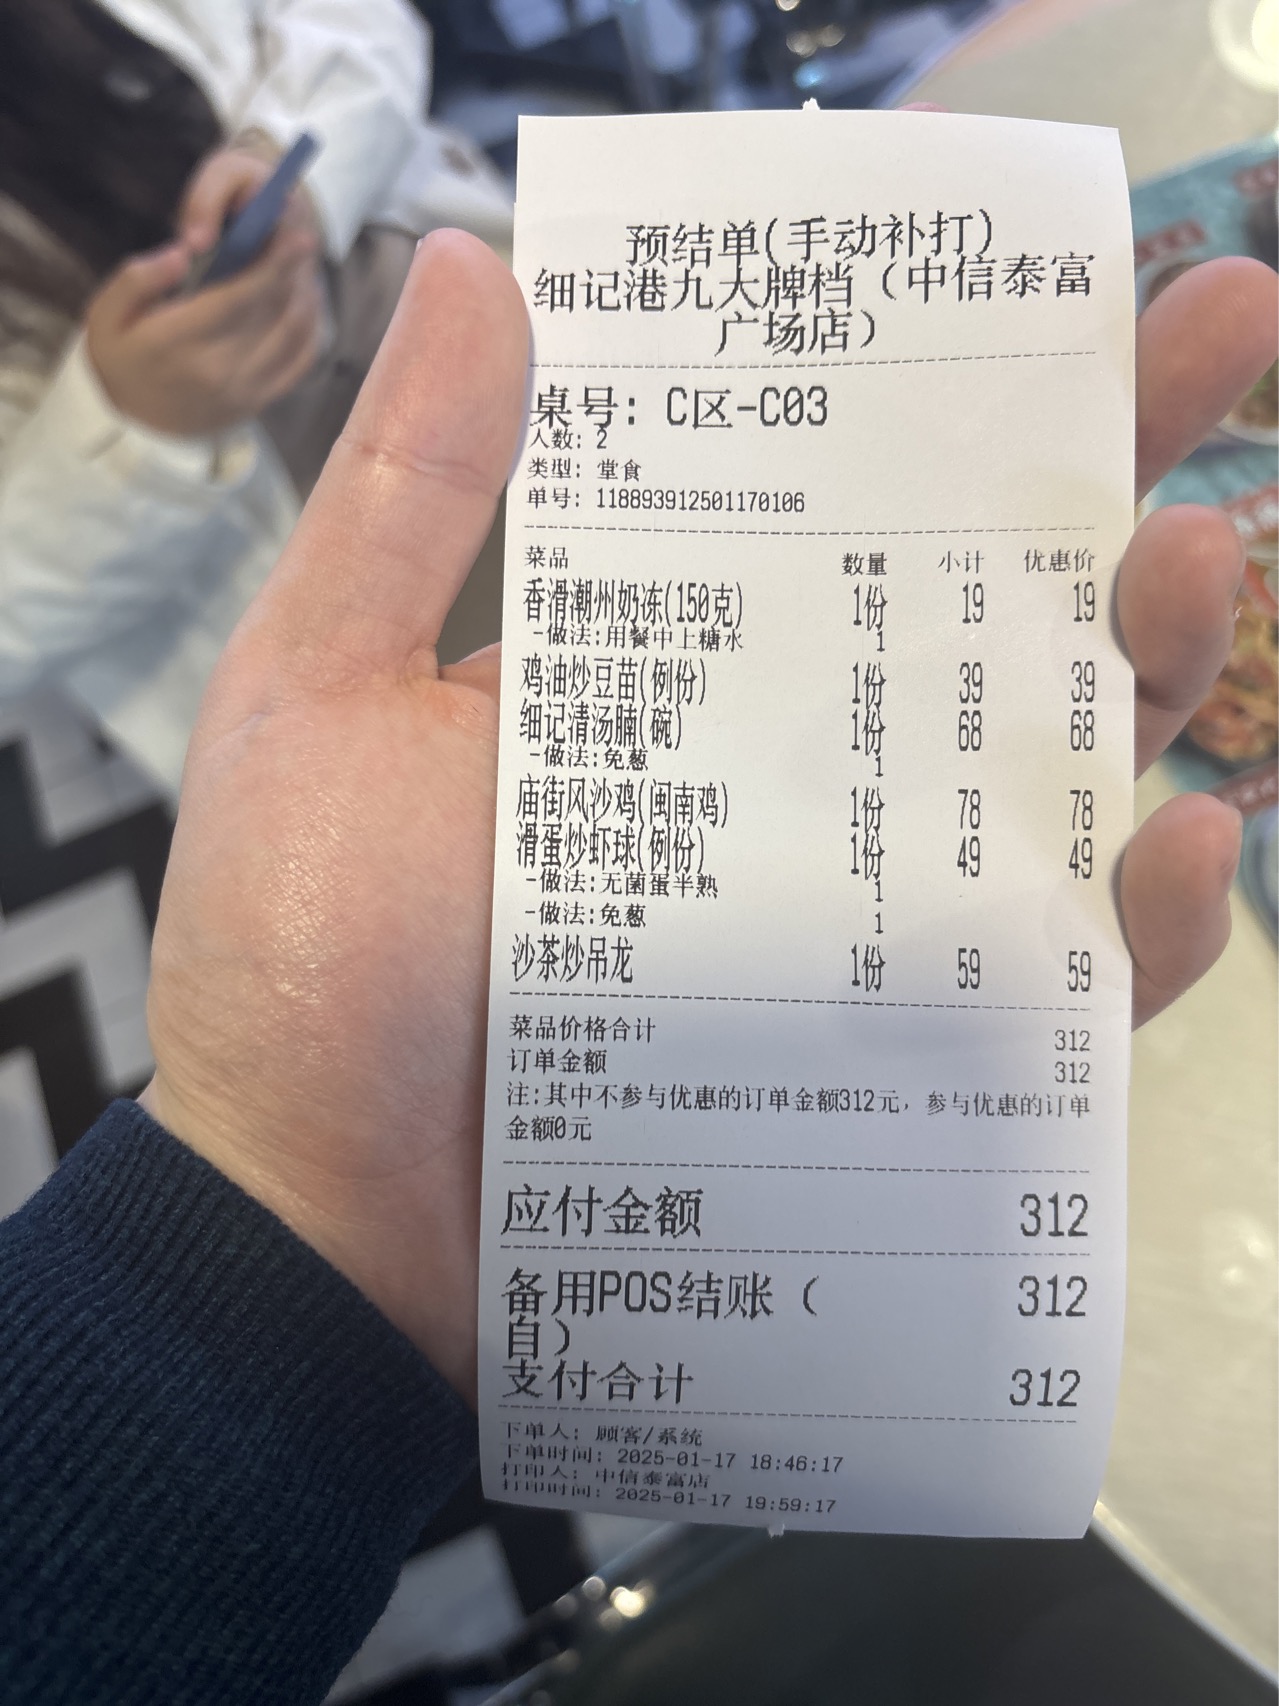 预结单(手动补打)
细记港九大牌档（中信泰富
广场店）
桌号: C区-C03
人数: 2
类型: 堂食
单号: 118893912501170106
菜品 数量 小计 优惠价
香滑潮州奶冻(150克) 1份 19 19
-做法:用餐中上糖水 1
鸡油炒豆苗(例份) 1份 39 39
细记清汤腩(碗) 1份 68 68
-做法:免葱 1
庙街风沙鸡(闽南鸡) 1份 78 78
滑蛋炒虾球(例份) 1份 49 49
-做法:无菌蛋半熟 1
-做法:免葱 1
沙茶炒吊龙 1份 59 59
菜品价格合计 312
订单金额 312
注:其中不参与优惠的订单金额312元，参与优惠的订单
金额0元
应付金额 312
备用POS结账（ 312
自）
支付合计 312
下单人: 顾客/系统
下单时间: 2025-01-17 18:46:17
打印人: 中信泰富店
打印时间: 2025-01-17 19:59:17